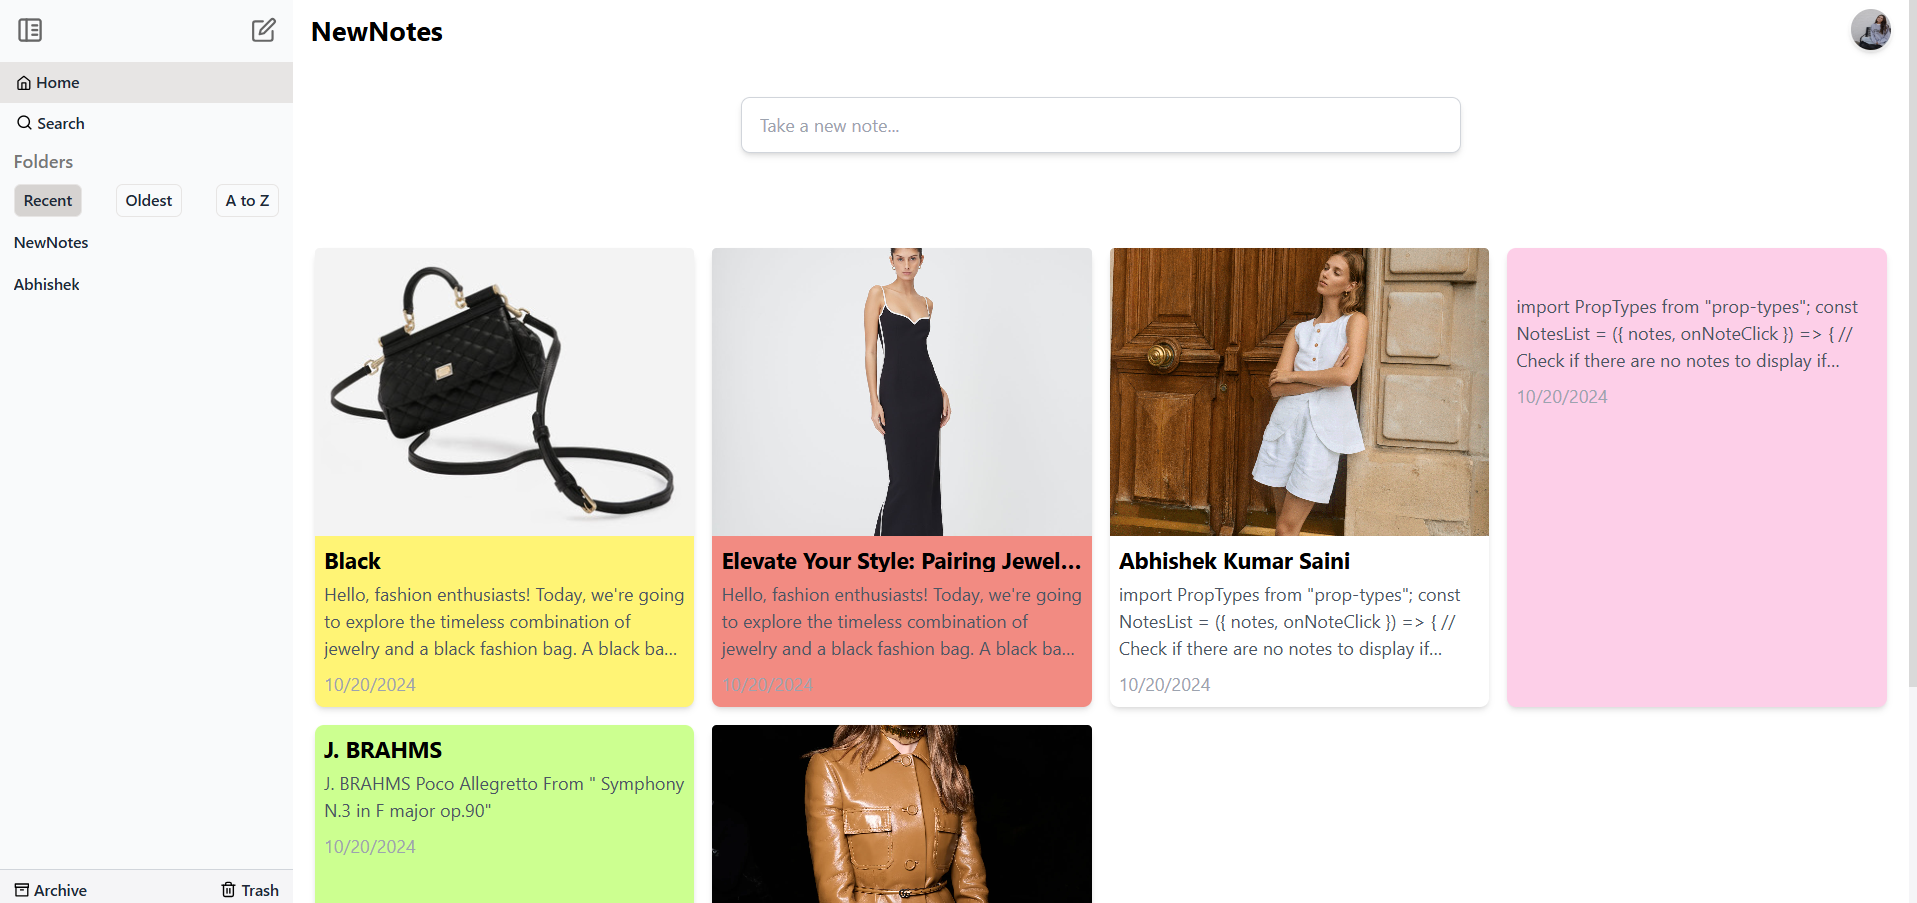 NewNotes
Home
Search
Folders
Recent
Oldest
A to Z
NewNotes
Abhishek
Archive
Trash
Take a new note...
Black
Hello, fashion enthusiasts! Today, we're going
to explore the timeless combination of
jewelry and a black fashion bag. A black ba...
10/20/2024
Elevate Your Style: Pairing Jewel...
Hello, fashion enthusiasts! Today, we're going
to explore the timeless combination of
jewelry and a black fashion bag. A black ba...
10/20/2024
Abhishek Kumar Saini
import PropTypes from "prop-types"; const
NotesList = ({ notes, onNoteClick }) => { //
Check if there are no notes to display if...
10/20/2024
import PropTypes from "prop-types"; const
NotesList = ({ notes, onNoteClick }) => { //
Check if there are no notes to display if...
10/20/2024
J. BRAHMS
J. BRAHMS Poco Allegretto From " Symphony
N.3 in F major op.90"
10/20/2024